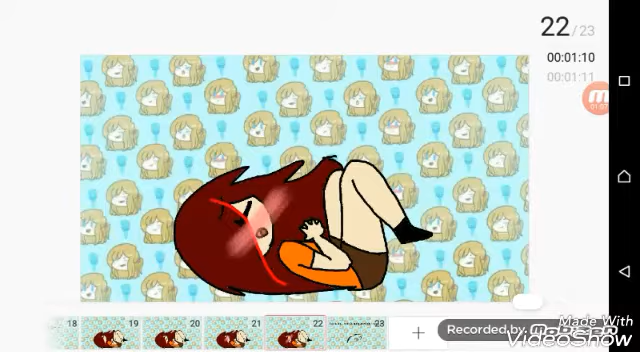 22/23
00:01:10
00:01:11
18
19
20
21
22
23
Recorded by
MOBIZEN
Made With
VideoShow